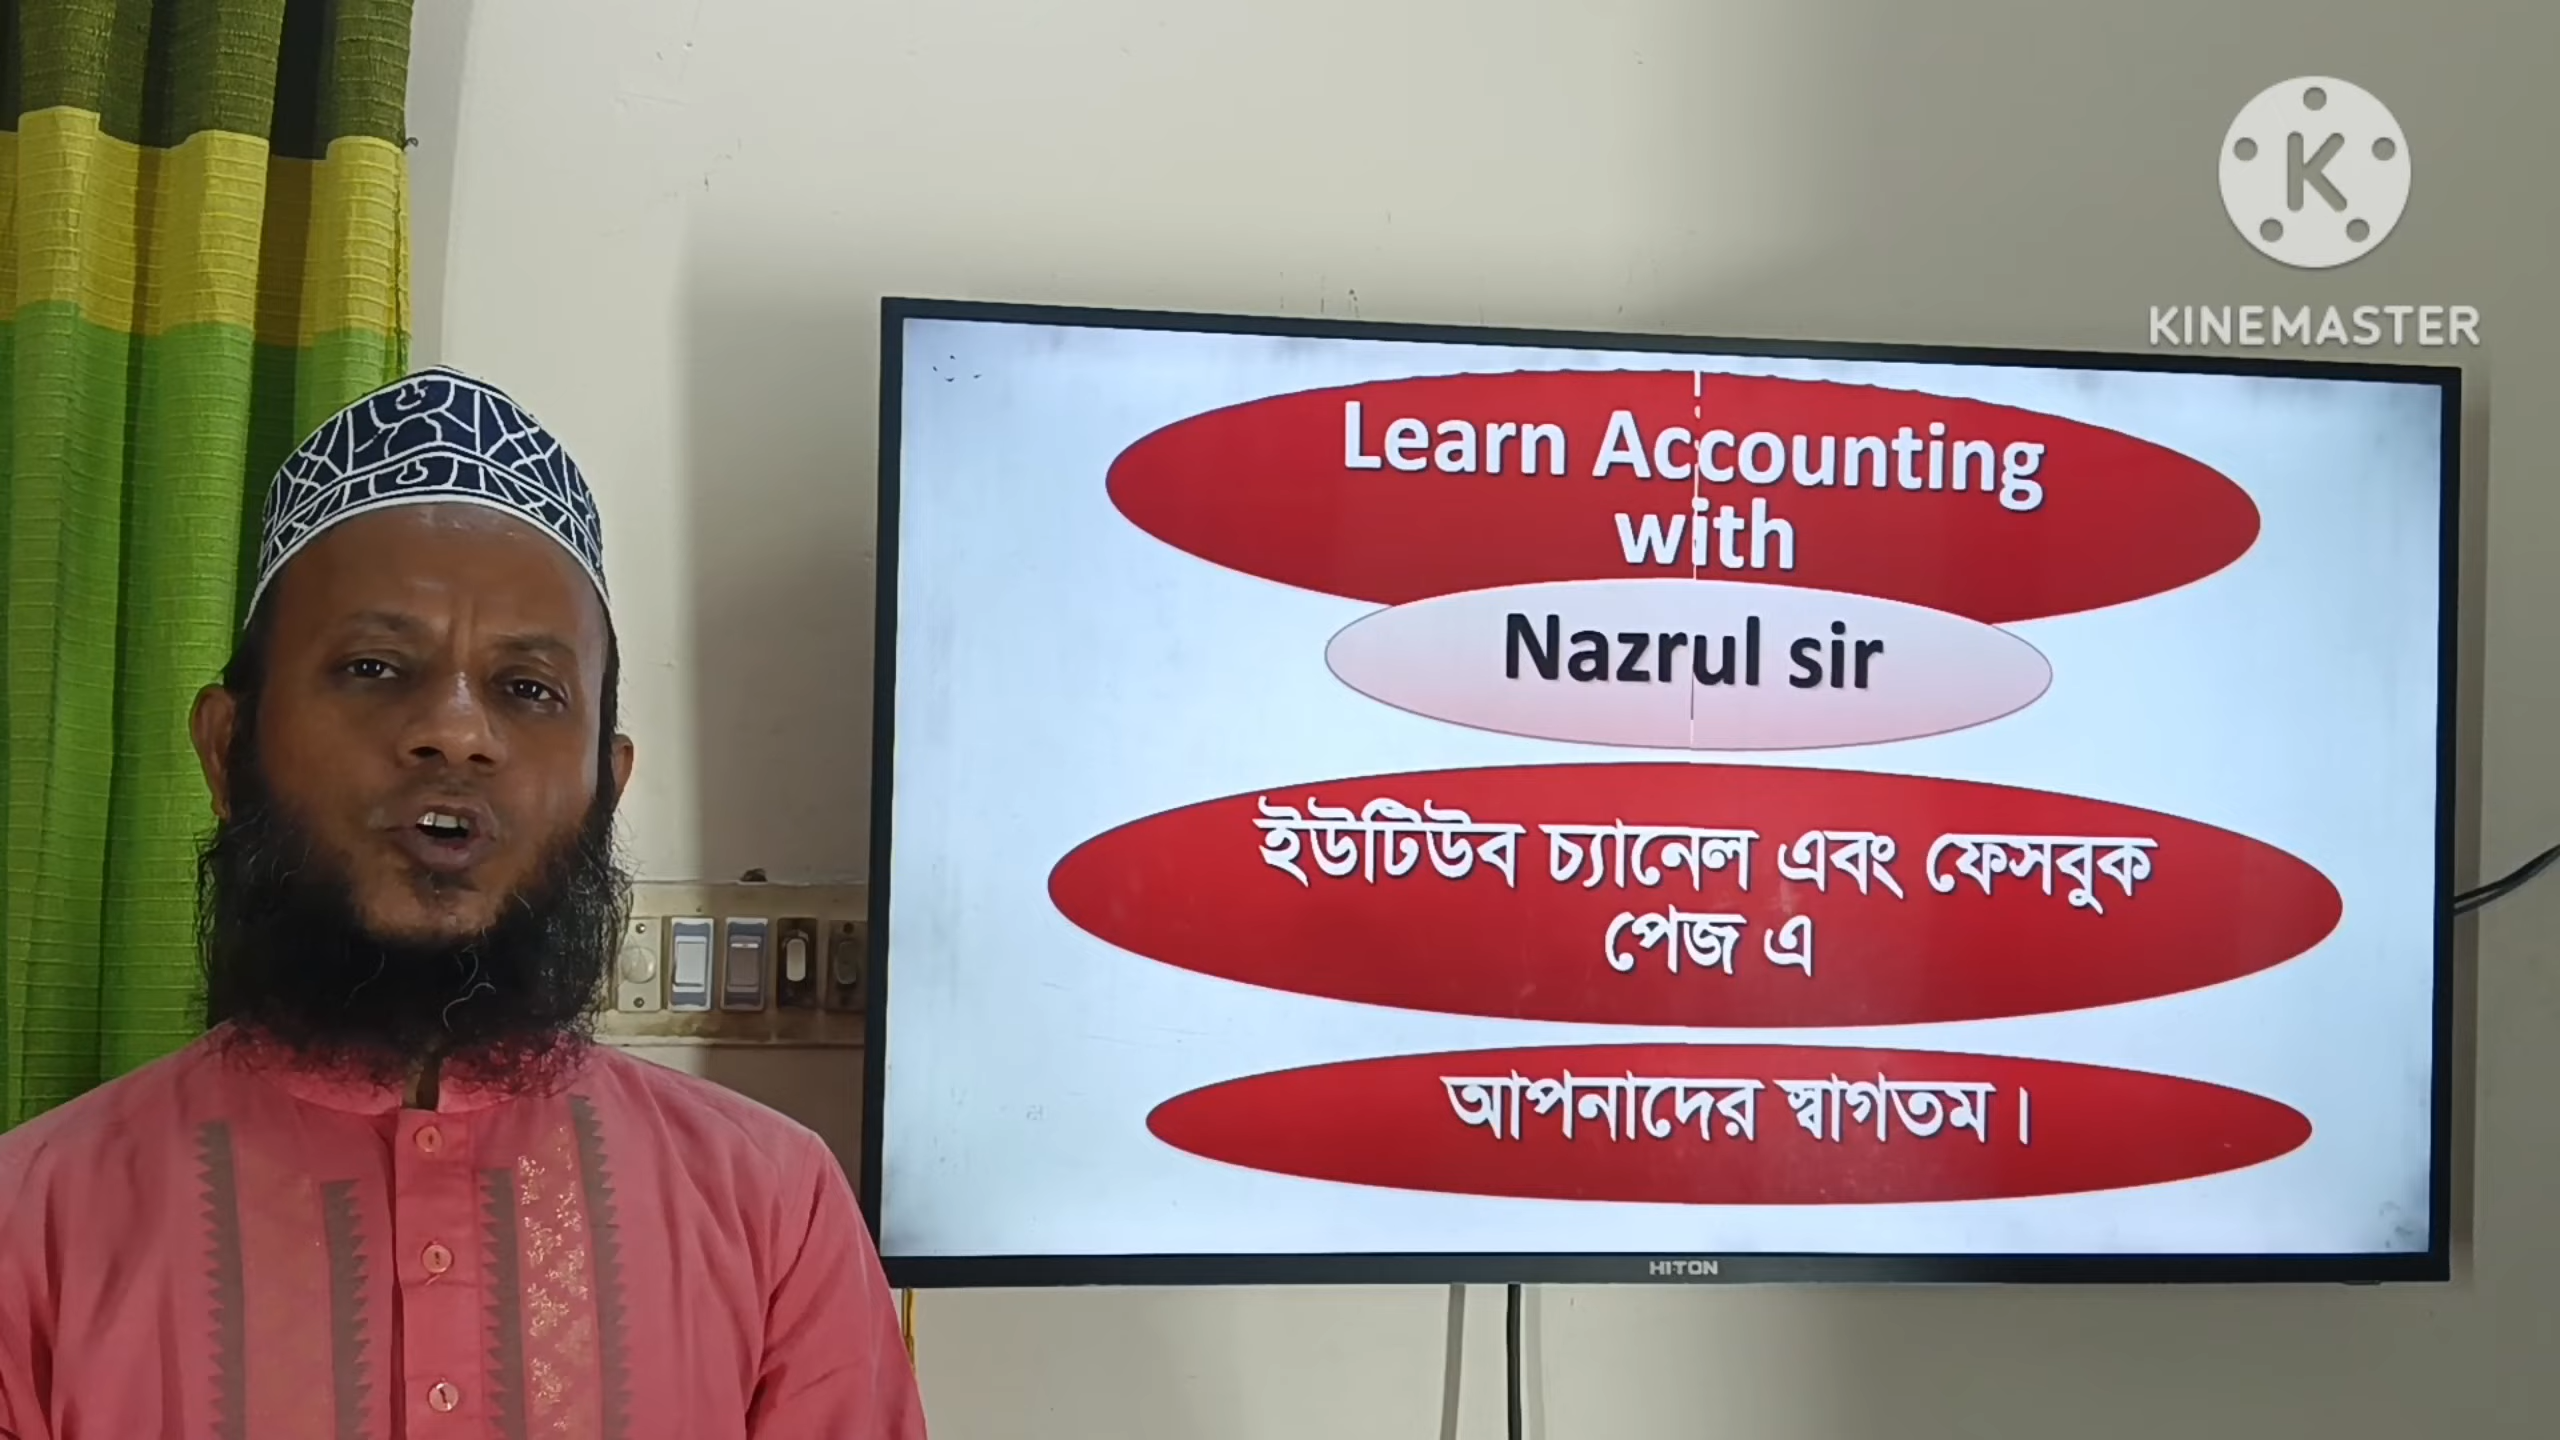 K
KINEMASTER
Learn Accounting
with
Nazrul sir
ইউটিউব চ্যানেল এবং ফেসবুক
পেজ এ
আপনাদের স্বাগতম।
HITON